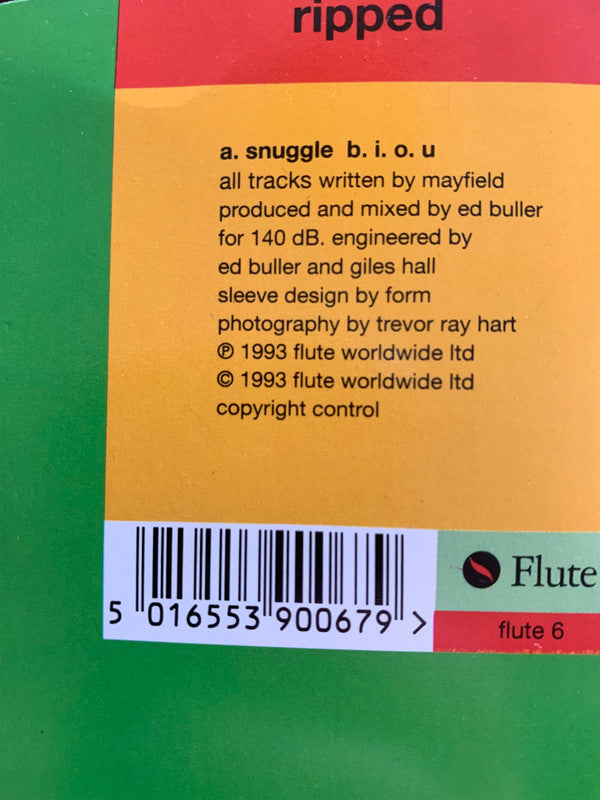 ripped
a. snuggle b. i. o. u
all tracks written by mayfield
produced and mixed by ed buller
for 140 dB. engineered by
ed buller and giles hall
sleeve design by form
photography by trevor ray hart
℗ 1993 flute worldwide ltd
© 1993 flute worldwide ltd
copyright control
5 016553 900679 >
Flute
flute 6